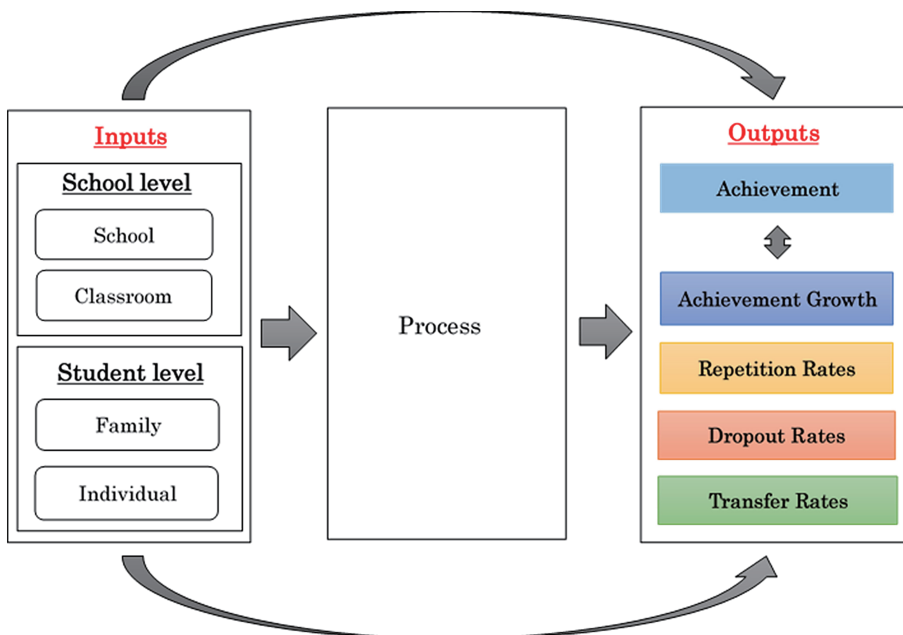 Inputs
School level
School
Classroom
Student level
Family
Individual
Process
Outputs
Achievement
Achievement Growth
Repetition Rates
Dropout Rates
Transfer Rates